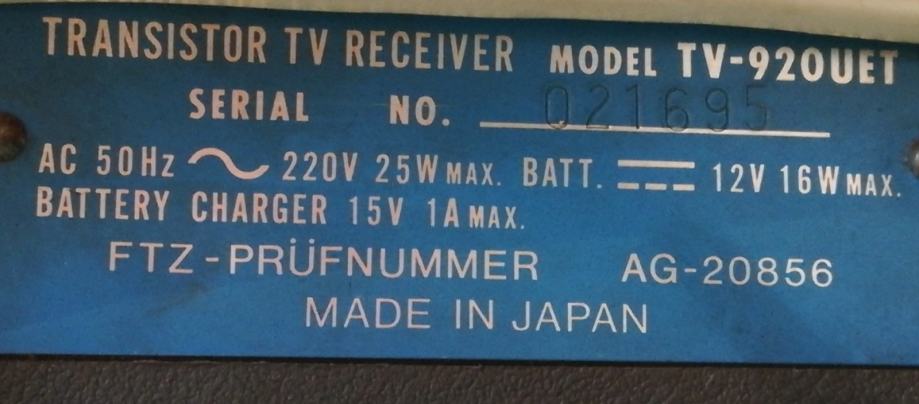 TRANSISTOR TV RECEIVER MODEL TV-920UET
SERIAL NO. 021695
AC 50Hz 220V 25W MAX. BATT. 12V 16W MAX.
BATTERY CHARGER 15V 1A MAX.
FTZ-PRÜFNUMMER AG-20856
MADE IN JAPAN